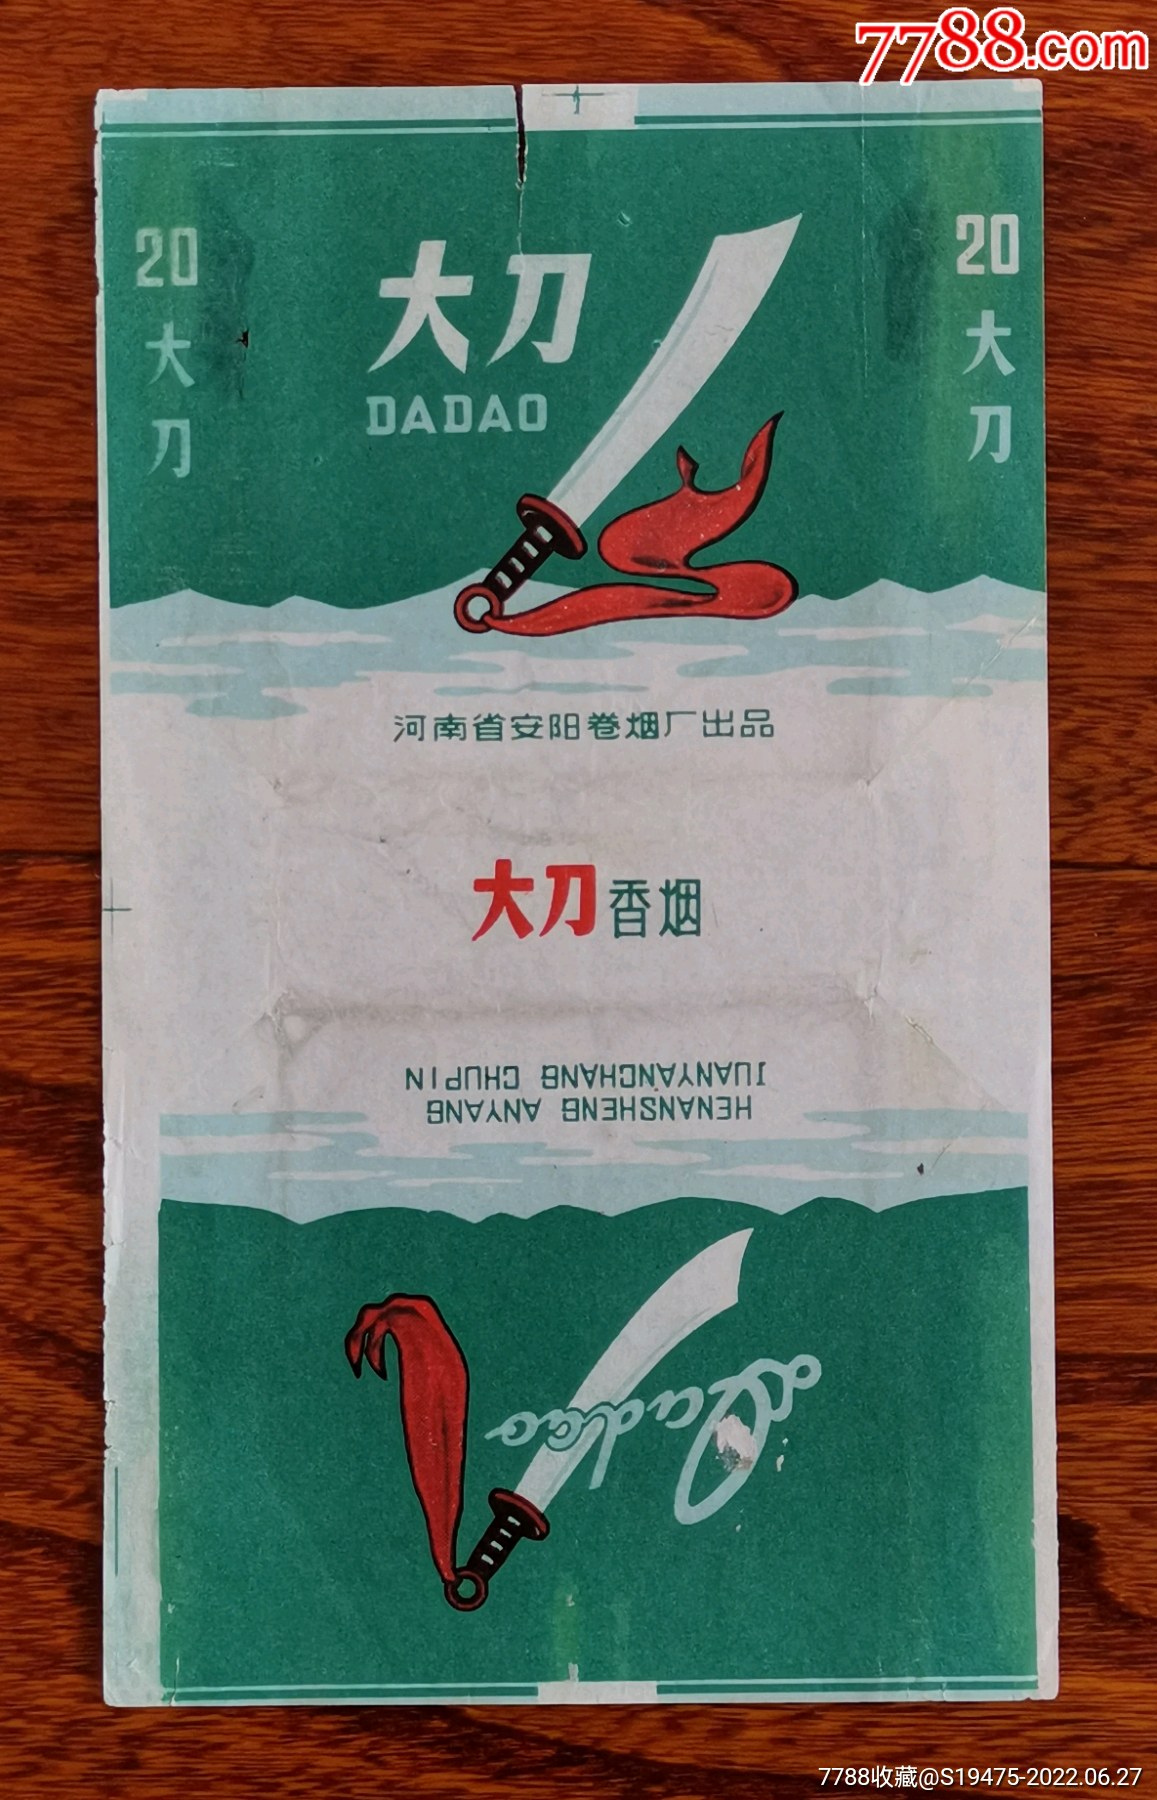 7788.com
20
大
刀
大刀
DADAO
20
大
刀
河南省安阳卷烟厂出品
大刀香烟
HENANSHENG ANYANG
JUANYANCHANG CHUPIN
Dadao
7788收藏@S19475-2022.06.27